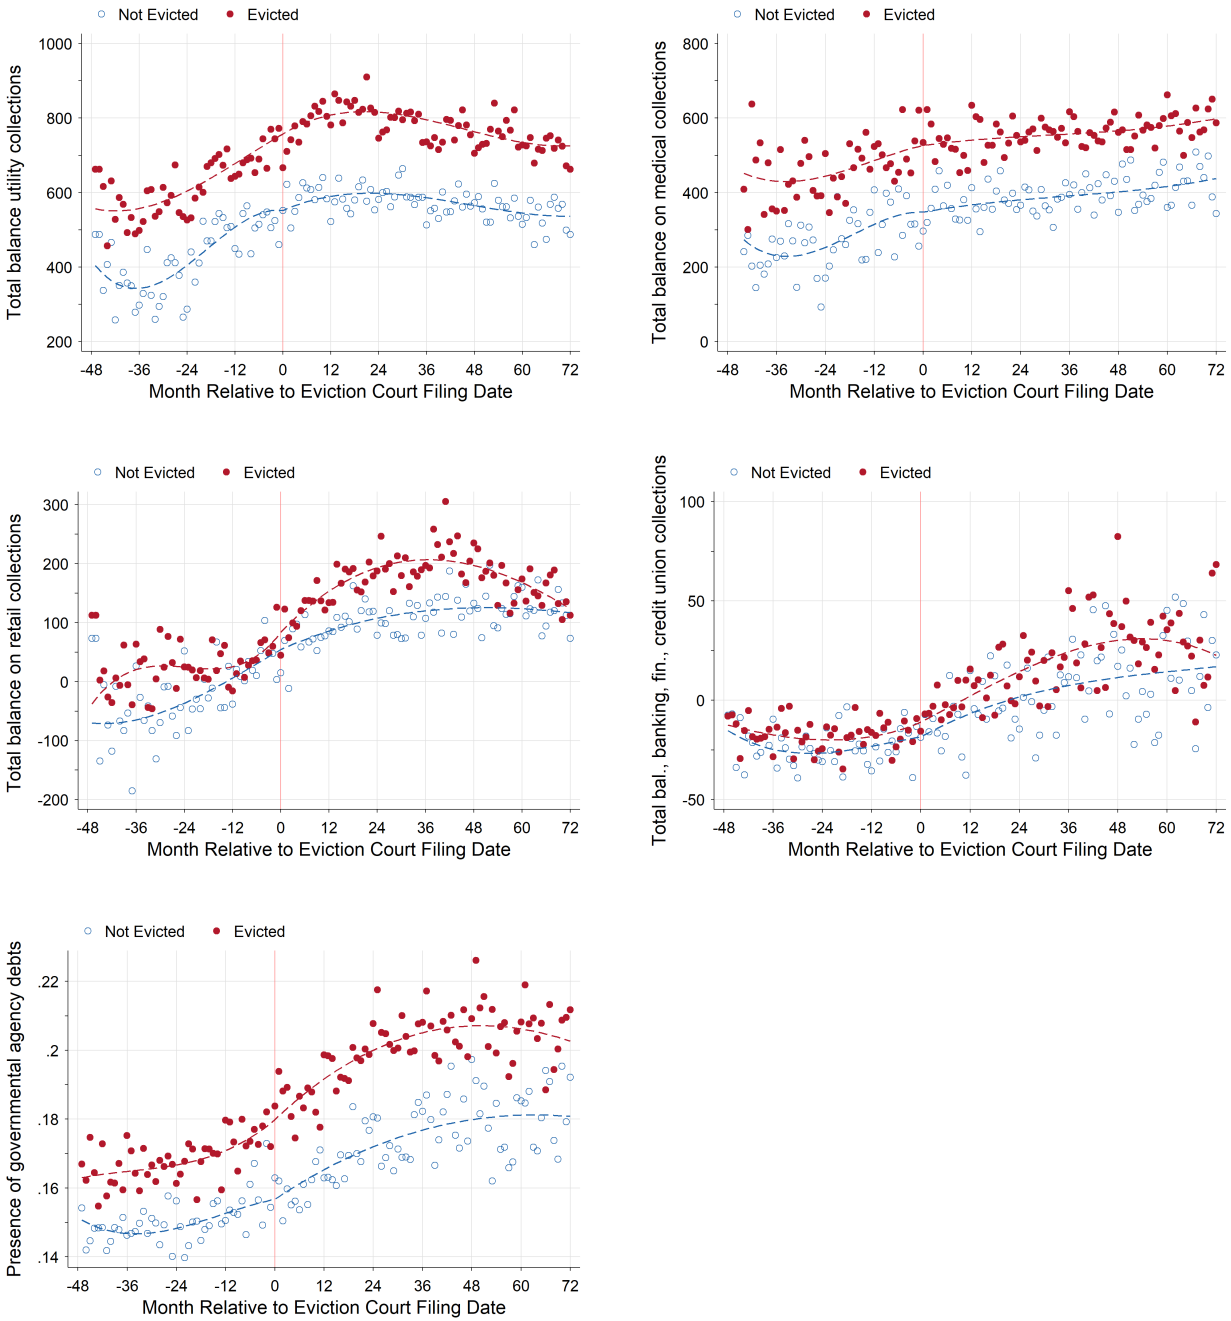 Not Evicted Evicted
Total balance utility collections
1000
800
600
400
200
-48 -36 -24 -12 0 12 24 36 48 60 72
Month Relative to Eviction Court Filing Date
Not Evicted Evicted
Total balance on medical collections
800
600
400
200
0
-48 -36 -24 -12 0 12 24 36 48 60 72
Month Relative to Eviction Court Filing Date
Not Evicted Evicted
Total balance on retail collections
300
200
100
0
-100
-200
-48 -36 -24 -12 0 12 24 36 48 60 72
Month Relative to Eviction Court Filing Date
Not Evicted Evicted
Total bal., banking, fin., credit union collections
100
50
0
-50
-48 -36 -24 -12 0 12 24 36 48 60 72
Month Relative to Eviction Court Filing Date
Not Evicted Evicted
Presence of governmental agency debts
.22
.2
.18
.16
.14
-48 -36 -24 -12 0 12 24 36 48 60 72
Month Relative to Eviction Court Filing Date